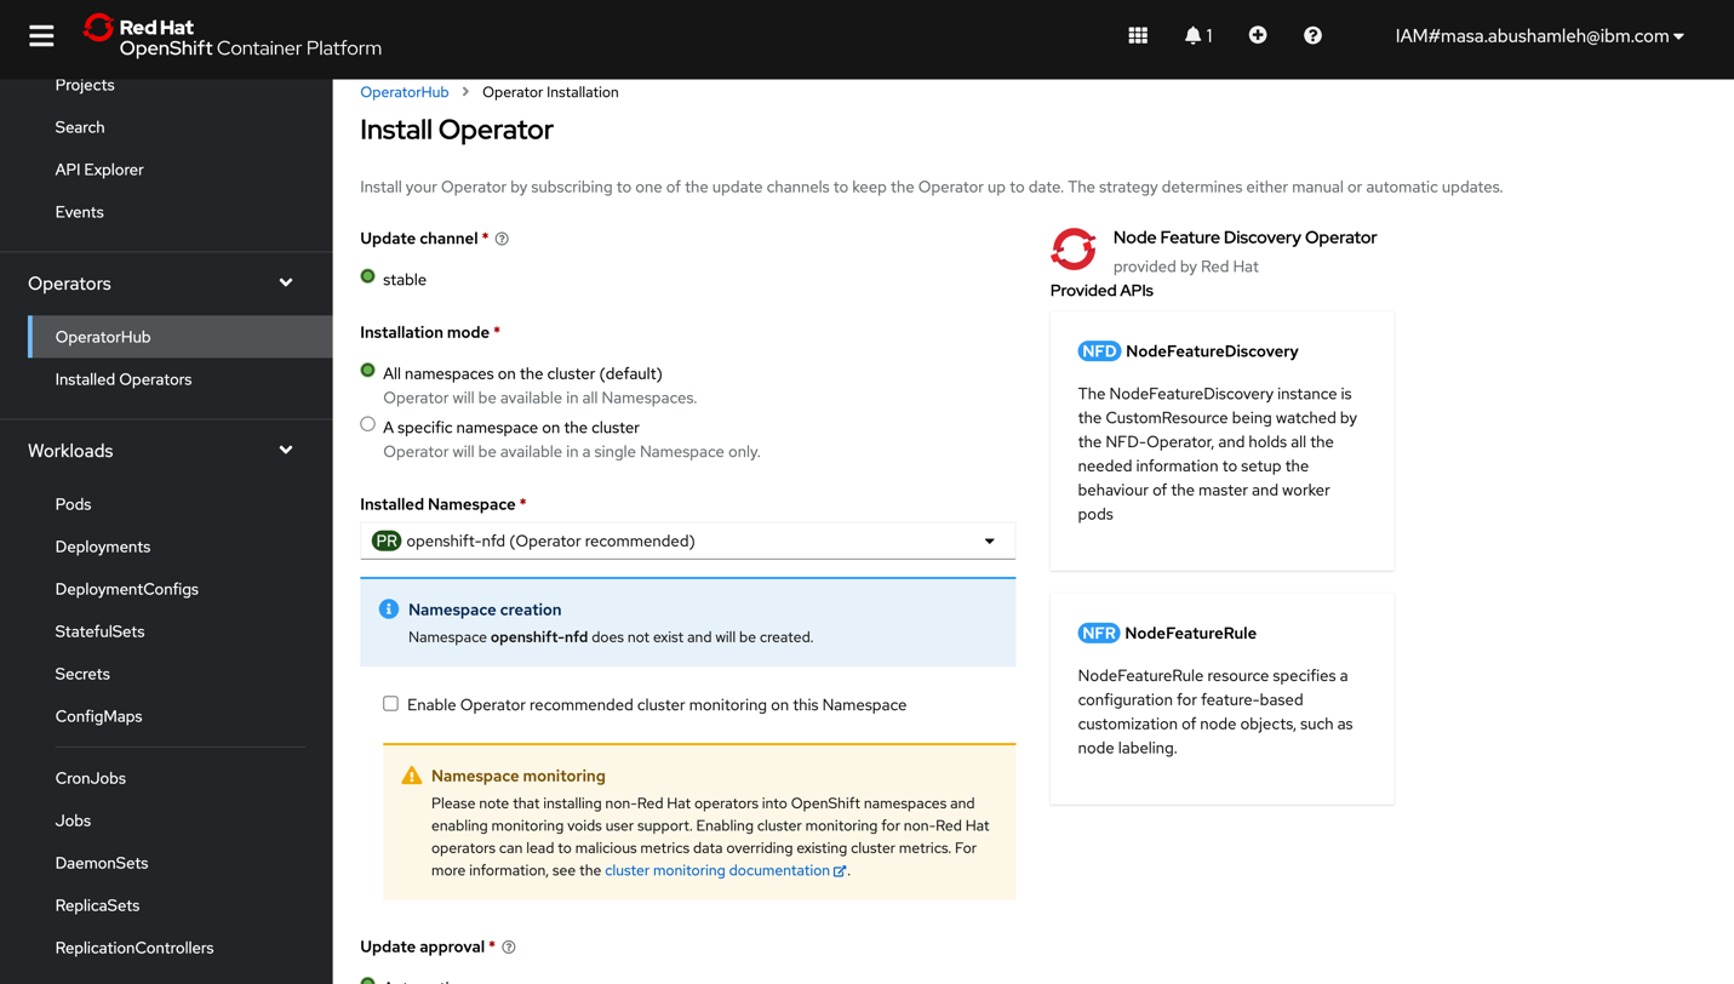 Red Hat
OpenShift Container Platform
1
IAM#masa.abushamleh@ibm.com
Projects
Search
API Explorer
Events
Operators
OperatorHub
Installed Operators
Workloads
Pods
Deployments
DeploymentConfigs
StatefulSets
Secrets
ConfigMaps
CronJobs
Jobs
DaemonSets
ReplicaSets
ReplicationControllers
OperatorHub > Operator Installation
Install Operator
Install your Operator by subscribing to one of the update channels to keep the Operator up to date. The strategy determines either manual or automatic updates.
Update channel *
stable
Installation mode *
All namespaces on the cluster (default)
Operator will be available in all Namespaces.
A specific namespace on the cluster
Operator will be available in a single Namespace only.
Installed Namespace *
PR openshift-nfd (Operator recommended)
Namespace creation
Namespace openshift-nfd does not exist and will be created.
Enable Operator recommended cluster monitoring on this Namespace
Namespace monitoring
Please note that installing non-Red Hat operators into OpenShift namespaces and
enabling monitoring voids user support. Enabling cluster monitoring for non-Red Hat
operators can lead to malicious metrics data overriding existing cluster metrics. For
more information, see the cluster monitoring documentation.
Update approval *
Node Feature Discovery Operator
provided by Red Hat
Provided APIs
NFD NodeFeatureDiscovery
The NodeFeatureDiscovery instance is
the CustomResource being watched by
the NFD-Operator, and holds all the
needed information to setup the
behaviour of the master and worker
pods
NFR NodeFeatureRule
NodeFeatureRule resource specifies a
configuration for feature-based
customization of node objects, such as
node labeling.